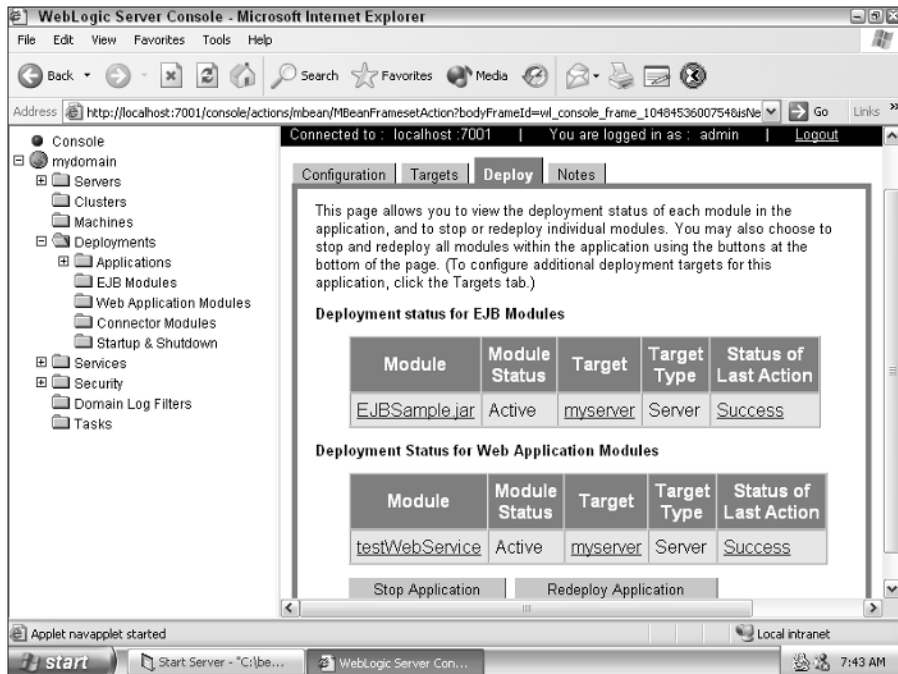 WebLogic Server Console - Microsoft Internet Explorer
File Edit View Favorites Tools Help
Back Search Favorites Media
Address http://localhost:7001/console/actions/mbean/MBeanFramesetAction?bodyFrameId=wl_console_frame_1048453600754&isNe Go Links »
Console
mydomain
Servers
Clusters
Machines
Deployments
Applications
EJB Modules
Web Application Modules
Connector Modules
Startup & Shutdown
Services
Security
Domain Log Filters
Tasks
Connected to : localhost :7001 | You are logged in as : admin | Logout
Configuration Targets Deploy Notes
This page allows you to view the deployment status of each module in the
application, and to stop or redeploy individual modules. You may also choose to
stop and redeploy all modules within the application using the buttons at the
bottom of the page. (To configure additional deployment targets for this
application, click the Targets tab.)
Deployment status for EJB Modules
Module Module Status Target Target Type Status of Last Action
EJBSample.jar Active myserver Server Success
Deployment Status for Web Application Modules
Module Module Status Target Target Type Status of Last Action
testWebService Active myserver Server Success
Stop Application Redeploy Application
Applet navapplet started Local intranet
start Start Server - "C:\be... WebLogic Server Con... 7:43 AM